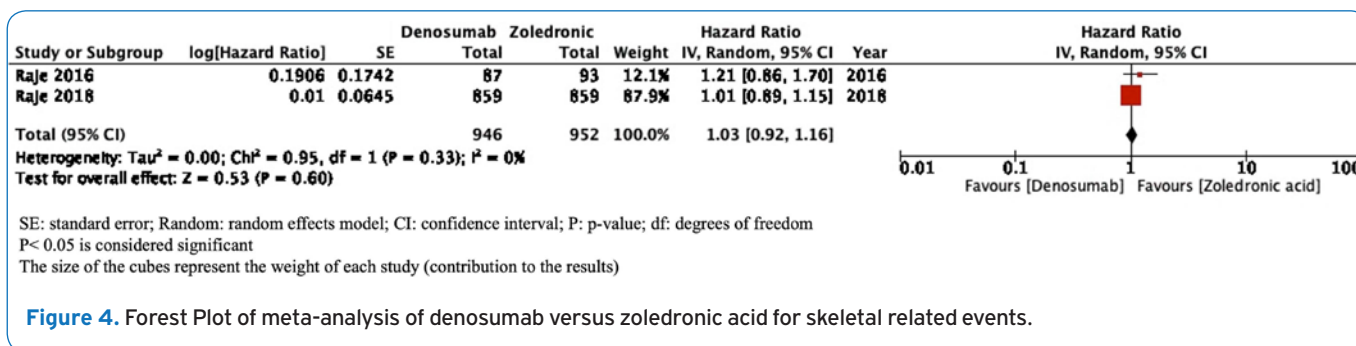 Denosumab Zoledronic Hazard Ratio Hazard Ratio
Study or Subgroup log[Hazard Ratio] SE Total Total Weight IV, Random, 95% CI Year IV, Random, 95% CI
Raje 2016 0.1906 0.1742 87 93 12.1% 1.21 [0.86, 1.70] 2016
Raje 2018 0.01 0.0645 859 859 87.9% 1.01 [0.89, 1.15] 2018
Total (95% CI) 946 952 100.0% 1.03 [0.92, 1.16]
Heterogeneity: Tau² = 0.00; Chi² = 0.95, df = 1 (P = 0.33); I² = 0%
Test for overall effect: Z = 0.53 (P = 0.60)
0.01 0.1 1 10 100
Favours [Denosumab] Favours [Zoledronic acid]
SE: standard error; Random: random effects model; CI: confidence interval; P: p-value; df: degrees of freedom
P< 0.05 is considered significant
The size of the cubes represent the weight of each study (contribution to the results)
Figure 4. Forest Plot of meta-analysis of denosumab versus zoledronic acid for skeletal related events.